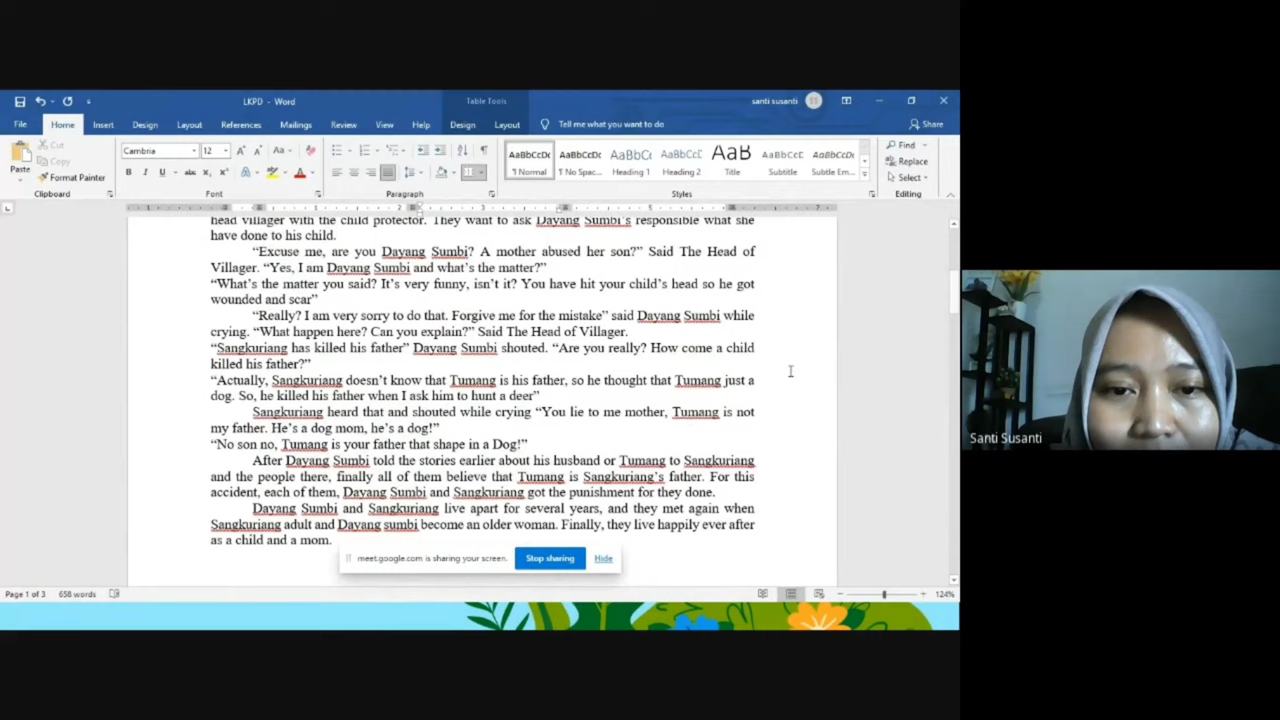 LKPD - Word
Table Tools
santi susanti
SS
File Home Insert Design Layout References Mailings Review View Help Design Layout Tell me what you want to do Share
Paste
Cut
Copy
Format Painter
Cambria 12
Find
Replace
Select
AaBbCcDc AaBbCcDc AaBbCc AaBbCcC AaB AaBbCcC AaBbCcDc
¶ Normal ¶ No Spac... Heading 1 Heading 2 Title Subtitle Subtle Em...
Clipboard Font Paragraph Styles Editing
head villager with the child protector. They want to ask Dayang Sumbi's responsible what she
have done to his child.
“Excuse me, are you Dayang Sumbi? A mother abused her son?” Said The Head of
Villager. “Yes, I am Dayang Sumbi and what’s the matter?”
“What’s the matter you said? It’s very funny, isn’t it? You have hit your child’s head so he got
wounded and scar”
“Really? I am very sorry to do that. Forgive me for the mistake” said Dayang Sumbi while
crying. “What happen here? Can you explain?” Said The Head of Villager.
“Sangkuriang has killed his father” Dayang Sumbi shouted. “Are you really? How come a child
killed his father?”
“Actually, Sangkuriang doesn’t know that Tumang is his father, so he thought that Tumang just a
dog. So, he killed his father when I ask him to hunt a deer”
Sangkuriang heard that and shouted while crying “You lie to me mother, Tumang is not
my father. He’s a dog mom, he’s a dog!”
“No son no, Tumang is your father that shape in a Dog!”
After Dayang Sumbi told the stories earlier about his husband or Tumang to Sangkuriang
and the people there, finally all of them believe that Tumang is Sangkuriang’s father. For this
accident, each of them, Dayang Sumbi and Sangkuriang got the punishment for they done.
Dayang Sumbi and Sangkuriang live apart for several years, and they met again when
Sangkuriang adult and Dayang sumbi become an older woman. Finally, they live happily ever after
as a child and a mom.
meet.google.com is sharing your screen. Stop sharing Hide
Page 1 of 3 658 words 124%
Santi Susanti